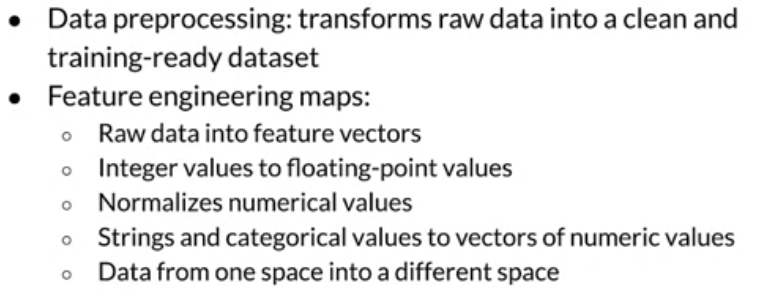 • Data preprocessing: transforms raw data into a clean and
training-ready dataset
• Feature engineering maps:
○ Raw data into feature vectors
○ Integer values to floating-point values
○ Normalizes numerical values
○ Strings and categorical values to vectors of numeric values
○ Data from one space into a different space